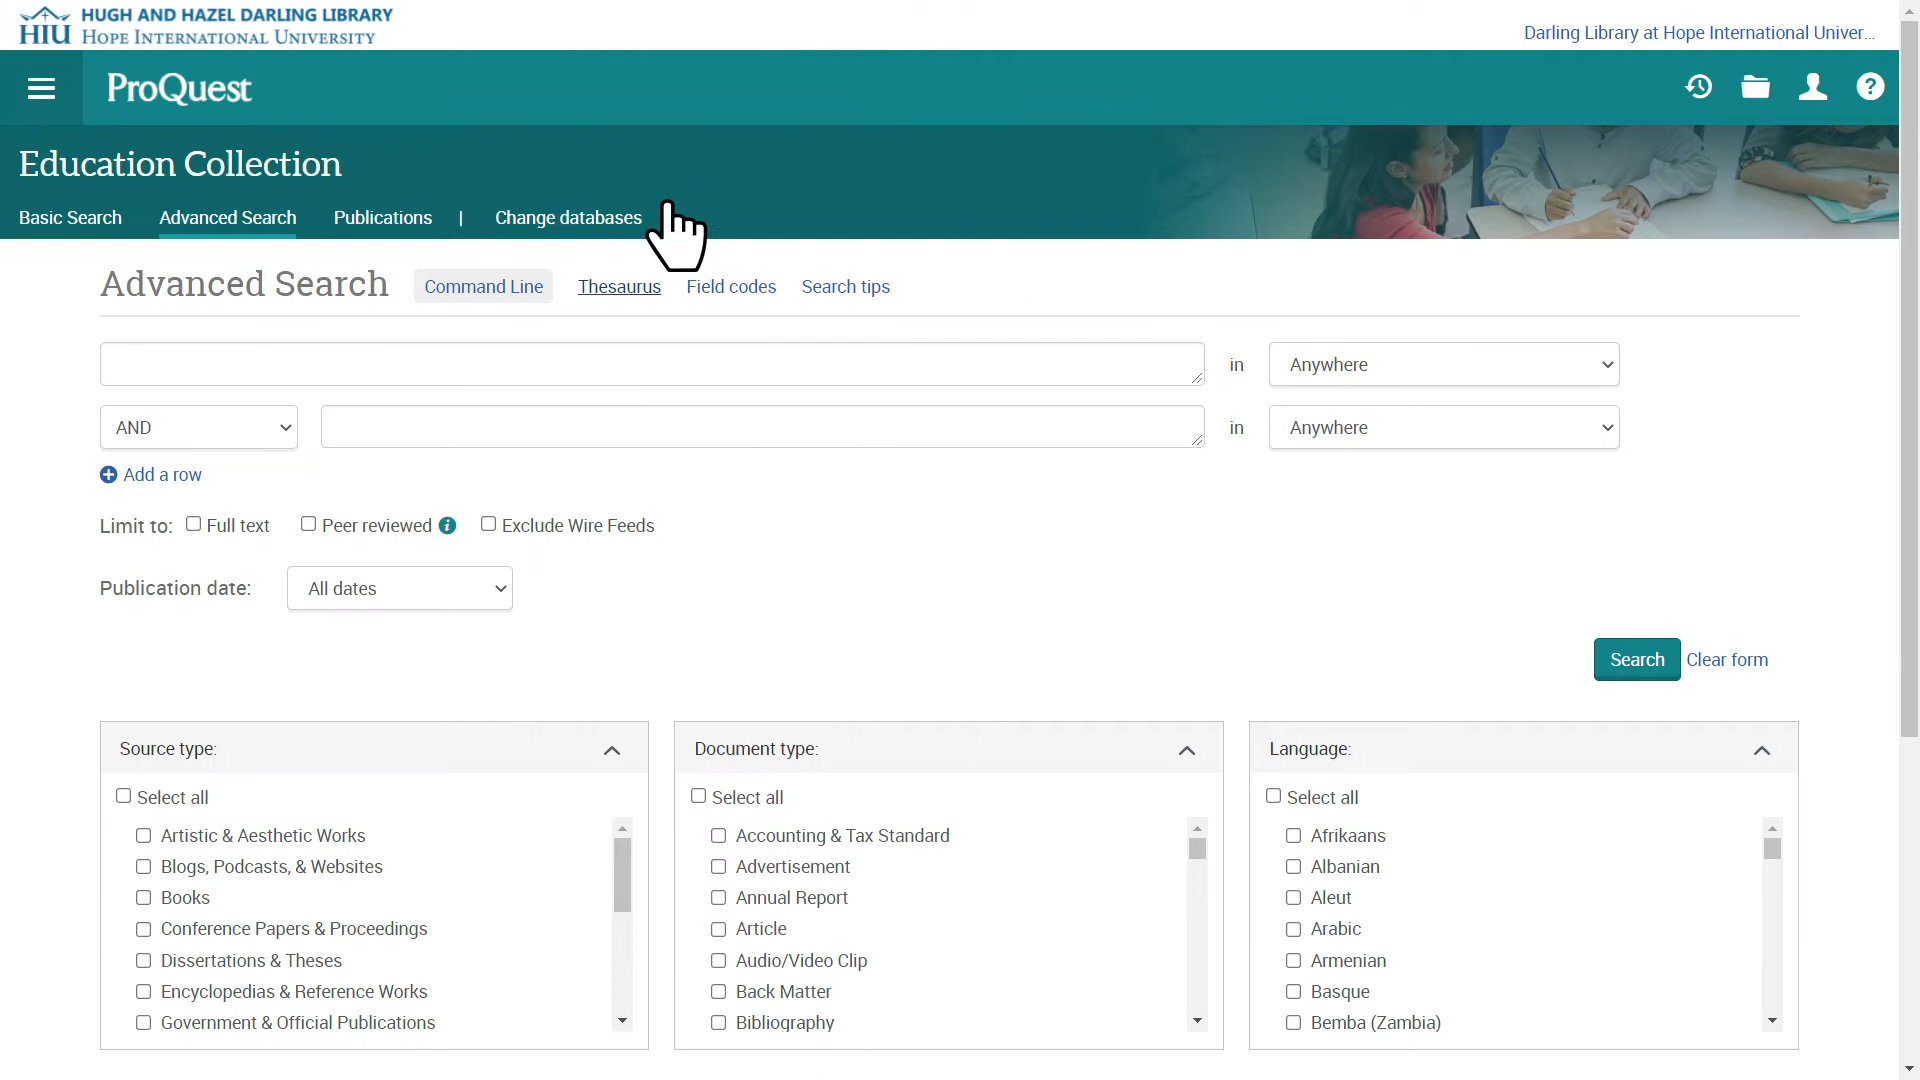 HUGH AND HAZEL DARLING LIBRARY
HIU HOPE INTERNATIONAL UNIVERSITY
Darling Library at Hope International Univer...
ProQuest
?
Education Collection
Basic Search Advanced Search Publications | Change databases
Advanced Search Command Line Thesaurus Field codes Search tips
in Anywhere
AND in Anywhere
Add a row
Limit to: Full text Peer reviewed i Exclude Wire Feeds
Publication date: All dates
Search Clear form
Source type: Document type: Language:
Select all Select all Select all
Artistic & Aesthetic Works Accounting & Tax Standard Afrikaans
Blogs, Podcasts, & Websites Advertisement Albanian
Books Annual Report Aleut
Conference Papers & Proceedings Article Arabic
Dissertations & Theses Audio/Video Clip Armenian
Encyclopedias & Reference Works Back Matter Basque
Government & Official Publications Bibliography Bemba (Zambia)